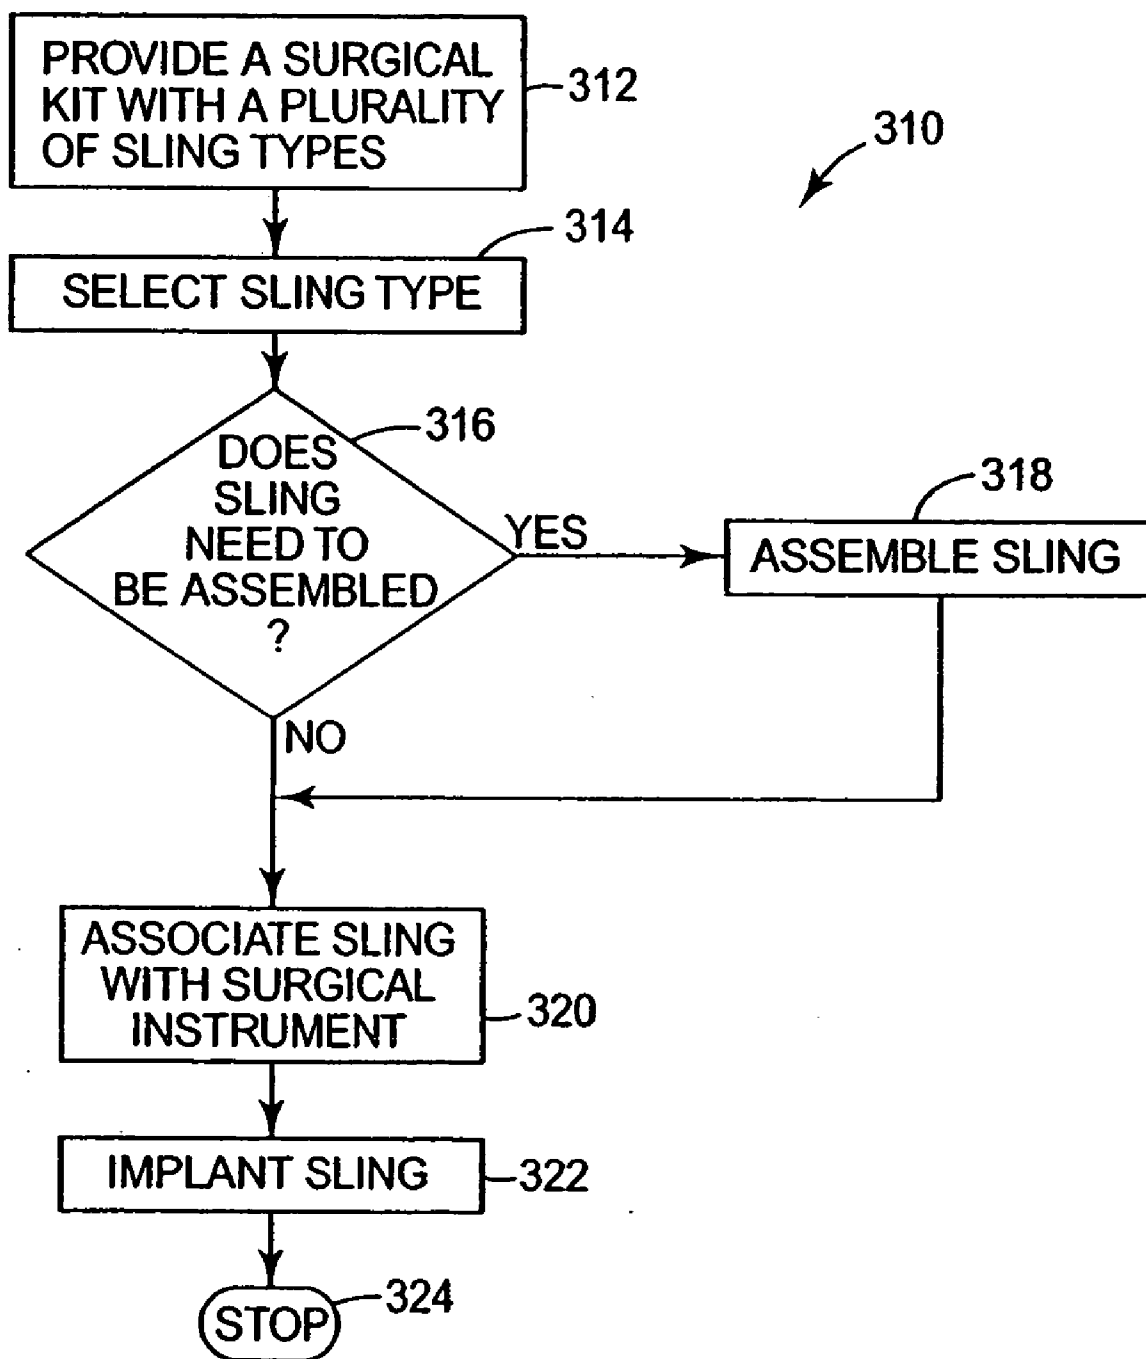 PROVIDE A SURGICAL
KIT WITH A PLURALITY
OF SLING TYPES
312
310
314
SELECT SLING TYPE
316
DOES
SLING
NEED TO
BE ASSEMBLED
?
YES
318
ASSEMBLE SLING
NO
ASSOCIATE SLING
WITH SURGICAL
INSTRUMENT
320
IMPLANT SLING
322
324
STOP